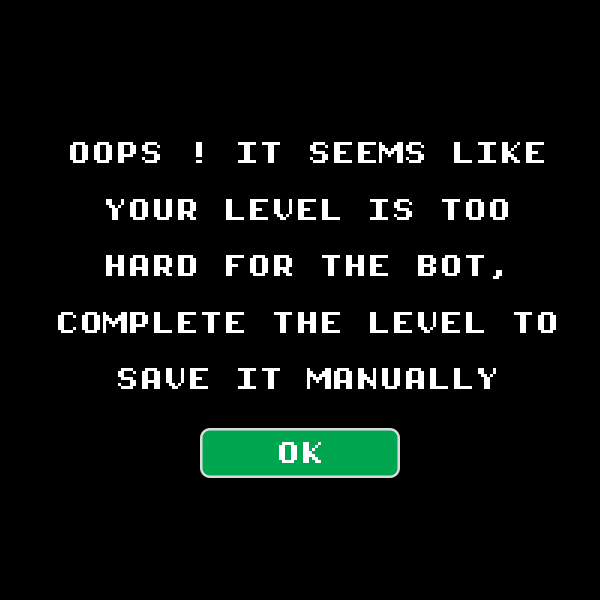 OOPS ! IT SEEMS LIKE
YOUR LEVEL IS TOO
HARD FOR THE BOT,
COMPLETE THE LEVEL TO
SAVE IT MANUALLY
OK